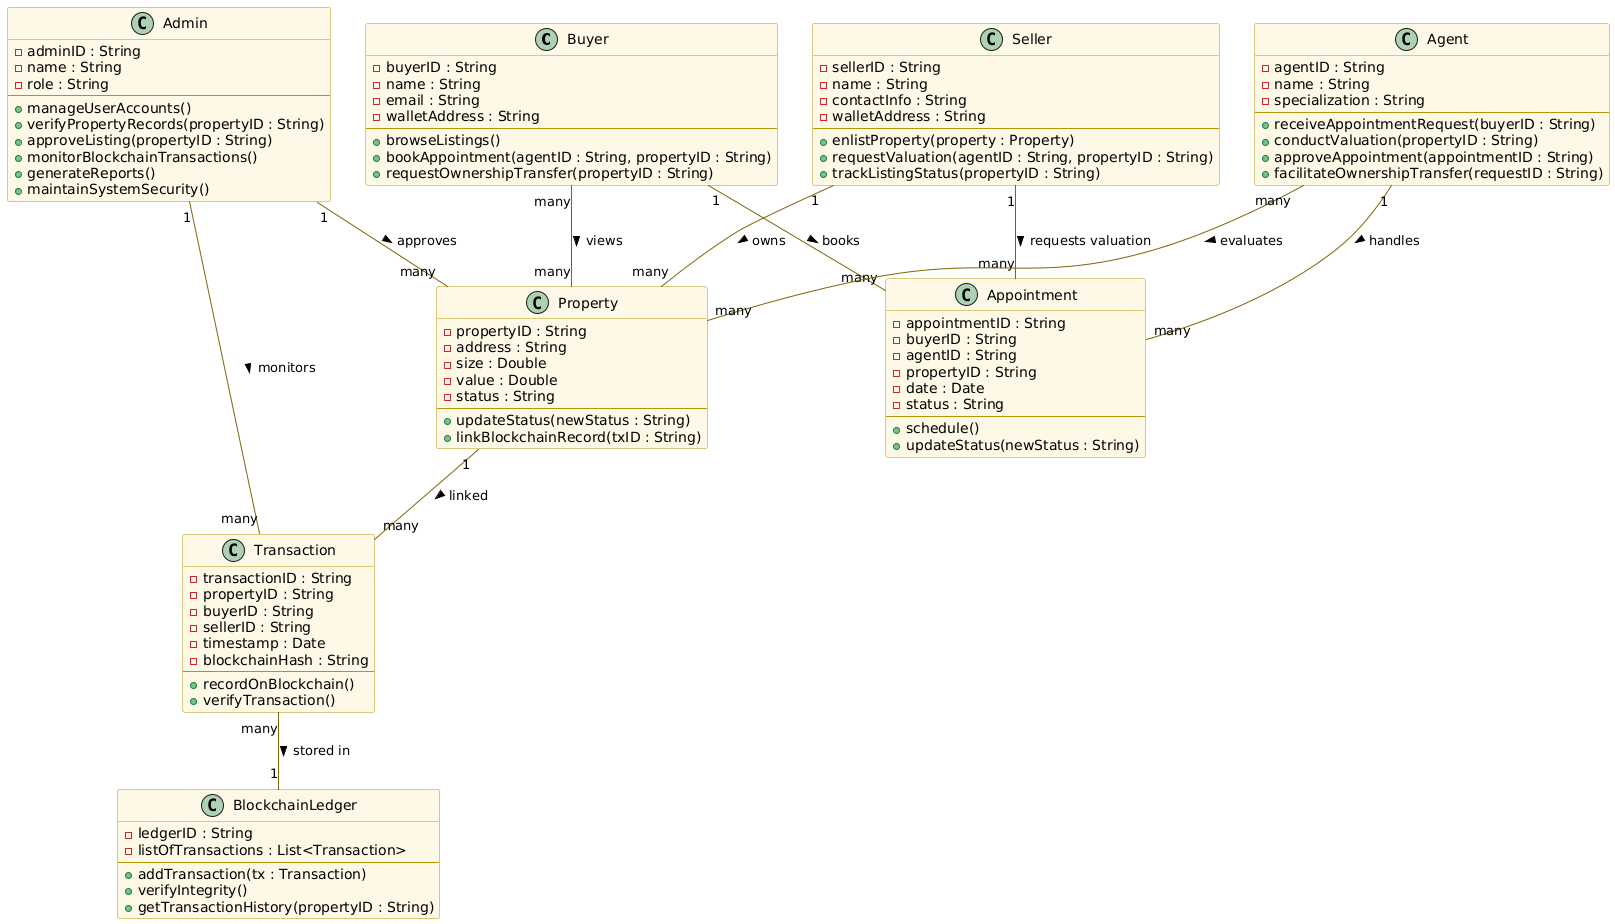 C Admin
adminID : String
name : String
role : String
manageUserAccounts()
verifyPropertyRecords(propertyID : String)
approveListing(propertyID : String)
monitorBlockchainTransactions()
generateReports()
maintainSystemSecurity()
C Buyer
buyerID : String
name : String
email : String
walletAddress : String
browseListings()
bookAppointment(agentID : String, propertyID : String)
requestOwnershipTransfer(propertyID : String)
C Seller
sellerID : String
name : String
contactInfo : String
walletAddress : String
enlistProperty(property : Property)
requestValuation(agentID : String, propertyID : String)
trackListingStatus(propertyID : String)
C Agent
agentID : String
name : String
specialization : String
receiveAppointmentRequest(buyerID : String)
conductValuation(propertyID : String)
approveAppointment(appointmentID : String)
facilitateOwnershipTransfer(requestID : String)
1
1
many
1
1
1
many
1
approves
views
owns
books
requests valuation
evaluates
handles
many
many
many
many
many
many
many
C Property
propertyID : String
address : String
size : Double
value : Double
status : String
updateStatus(newStatus : String)
linkBlockchainRecord(txID : String)
C Appointment
appointmentID : String
buyerID : String
agentID : String
propertyID : String
date : Date
status : String
schedule()
updateStatus(newStatus : String)
monitors
1
linked
many
many
C Transaction
transactionID : String
propertyID : String
buyerID : String
sellerID : String
timestamp : Date
blockchainHash : String
recordOnBlockchain()
verifyTransaction()
many
stored in
1
C BlockchainLedger
ledgerID : String
listOfTransactions : List<Transaction>
addTransaction(tx : Transaction)
verifyIntegrity()
getTransactionHistory(propertyID : String)